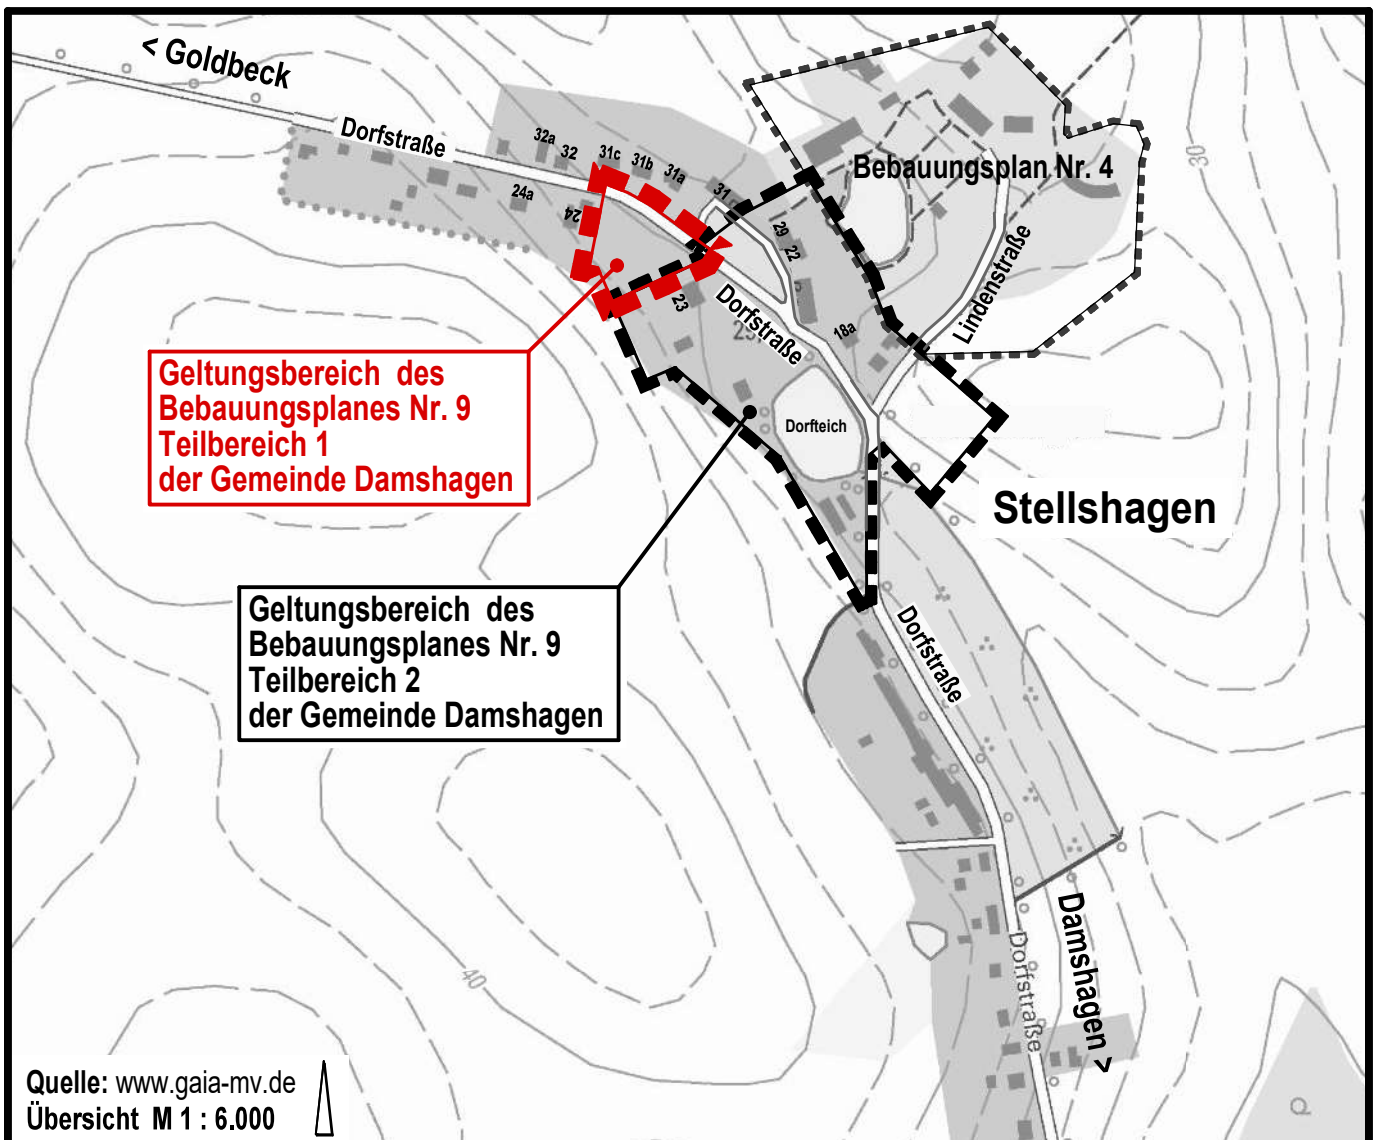 < Goldbeck
Dorfstraße
32a
32
31c
31b
31a
31
24a
24
29
22
23
18a
Bebauungsplan Nr. 4
30
Lindenstraße
Dorfstraße
Dorfteich
Geltungsbereich des
Bebauungsplanes Nr. 9
Teilbereich 1
der Gemeinde Damshagen
Stellshagen
Geltungsbereich des
Bebauungsplanes Nr. 9
Teilbereich 2
der Gemeinde Damshagen
Dorfstraße
40
Dorfstraße
Damshagen >
Quelle: www.gaia-mv.de
Übersicht M 1 : 6.000